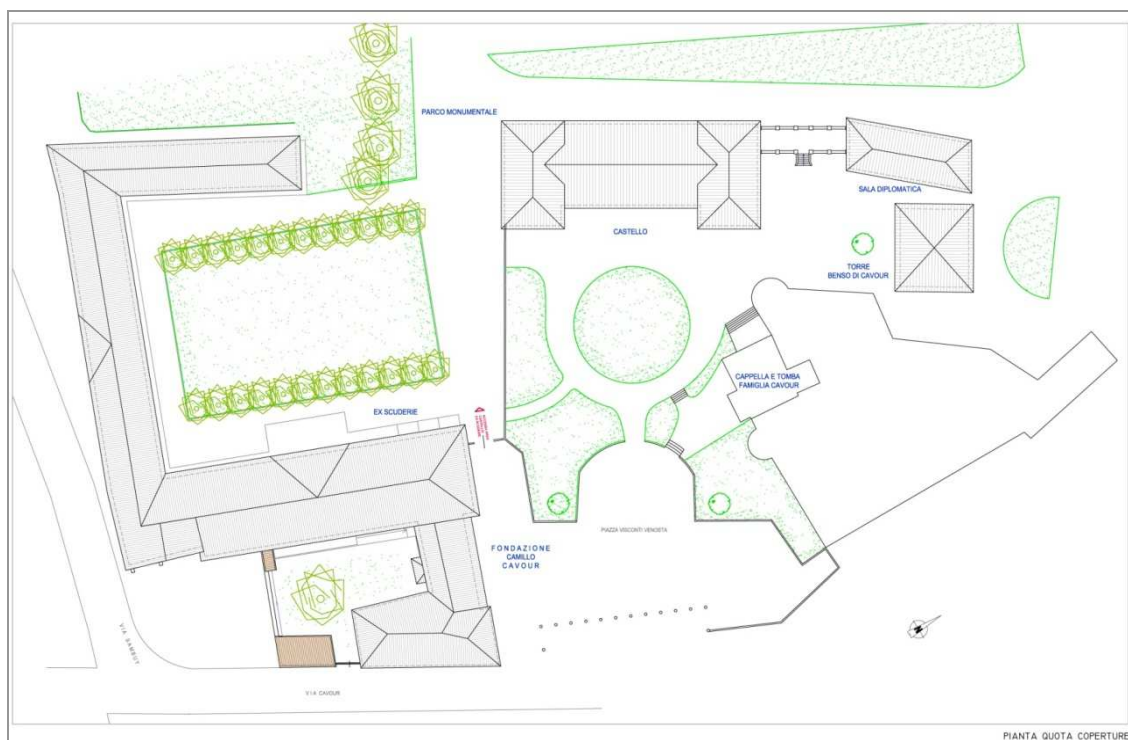 PARCO MONUMENTALE
SALA DIPLOMATICA
CASTELLO
TORRE
BENSO DI CAVOUR
CAPPELLA E TOMBA
FAMIGLIA CAVOUR
EX SCUDERIE
PIAZZA VISCONTI VENOSTA
FONDAZIONE
CAMILLO
CAVOUR
VIA SAMBUY
VIA CAVOUR
N
PIANTA QUOTA COPERTURE